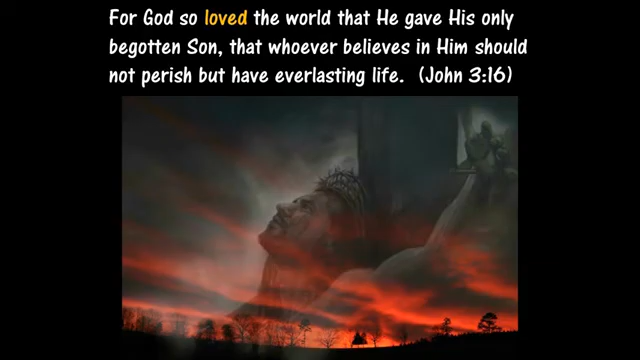 For God so loved the world that He gave His only
begotten Son, that whoever believes in Him should
not perish but have everlasting life. (John 3:16)